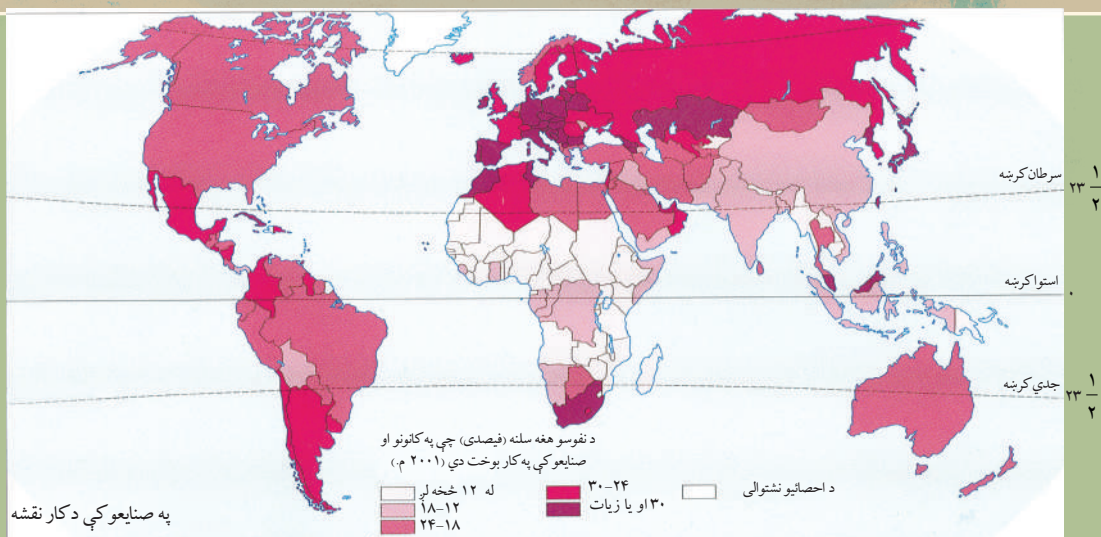 سرطان کرښه
۲۳ ۱/۲
استوا کرښه
۰
جدي کرښه
۲۳ ۱/۲
د نفوسو هغه سلنه (فیصدی) چې په کانونو او
صنایعو کې په کار بوخت دي (۲۰۰۱ م.)
له ۱۲ څخه لږ
۱۲-۱۸
۱۸-۲۴
۲۴-۳۰
۳۰ او یا زیات
د احصائیو نشتوالی
په صنایعو کې د کار نقشه